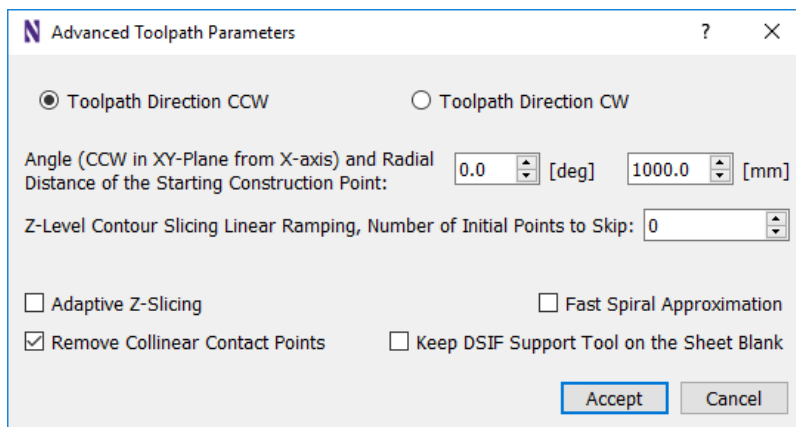 N Advanced Toolpath Parameters ?
Toolpath Direction CCW Toolpath Direction CW
Angle (CCW in XY-Plane from X-axis) and Radial
Distance of the Starting Construction Point: 0.0 [deg] 1000.0 [mm]
Z-Level Contour Slicing Linear Ramping, Number of Initial Points to Skip: 0
Adaptive Z-Slicing Fast Spiral Approximation
Remove Collinear Contact Points Keep DSIF Support Tool on the Sheet Blank
Accept Cancel